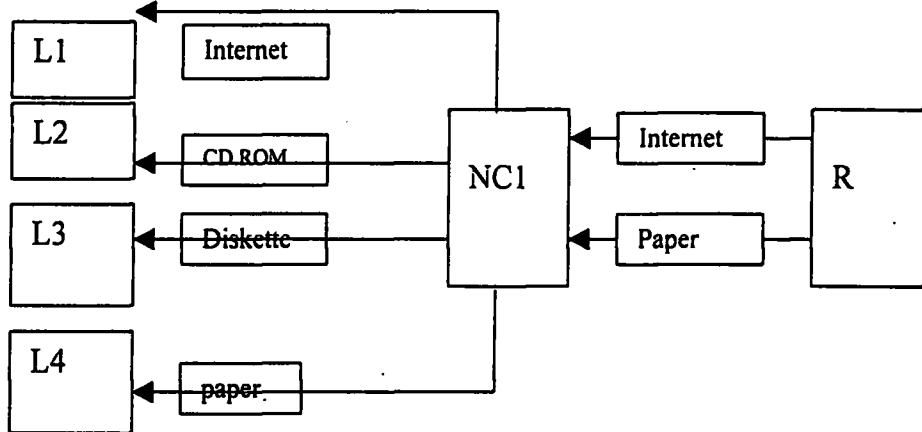 L1
Internet
L2
CD ROM
NC1
Internet
R
L3
Diskette
Paper
L4
paper